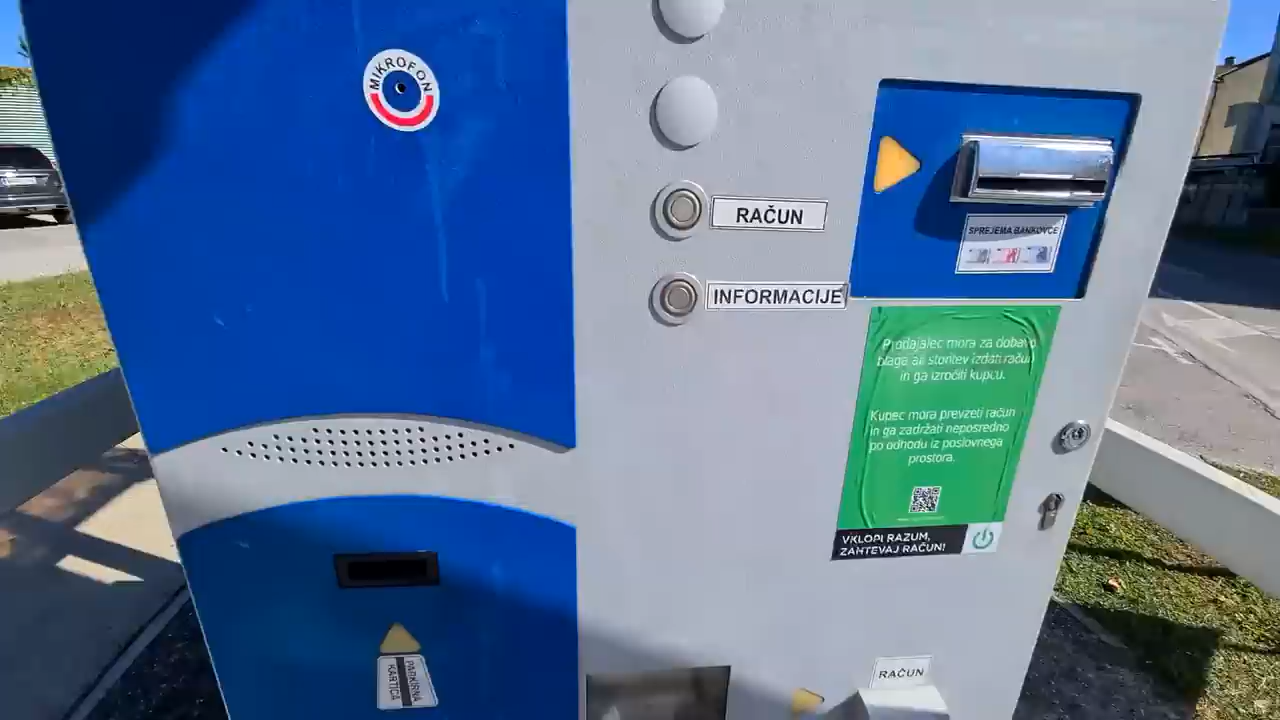 MIKROFON
RAČUN
INFORMACIJE
SPREJEMA BANKOVCE
Prodajalec mora za dobavo
blaga ali storitev izdati račun
in ga izročiti kupcu.
Kupec mora prevzeti račun
in ga zadržati neposredno
po odhodu iz poslovnega
prostora.
VKLOPI RAZUM,
ZAHTEVAJ RAČUN!
PARKIRNA
KARTICA
RAČUN